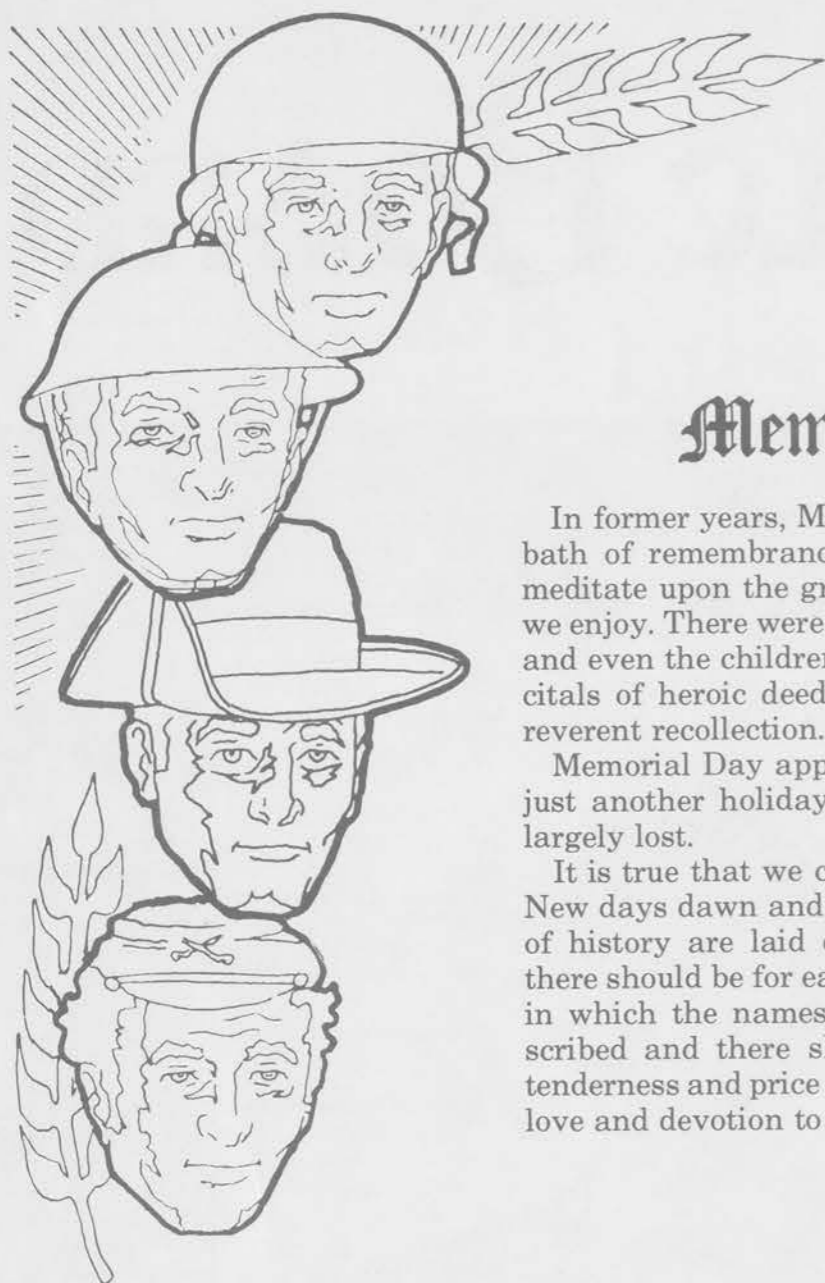 Mem
In former years, M
bath of remembranc
meditate upon the gr
we enjoy. There were
and even the children
citals of heroic deed
reverent recollection.
Memorial Day app
just another holiday
largely lost.
It is true that we c
New days dawn and
of history are laid
there should be for ea
in which the names
scribed and there s
tenderness and price
love and devotion to